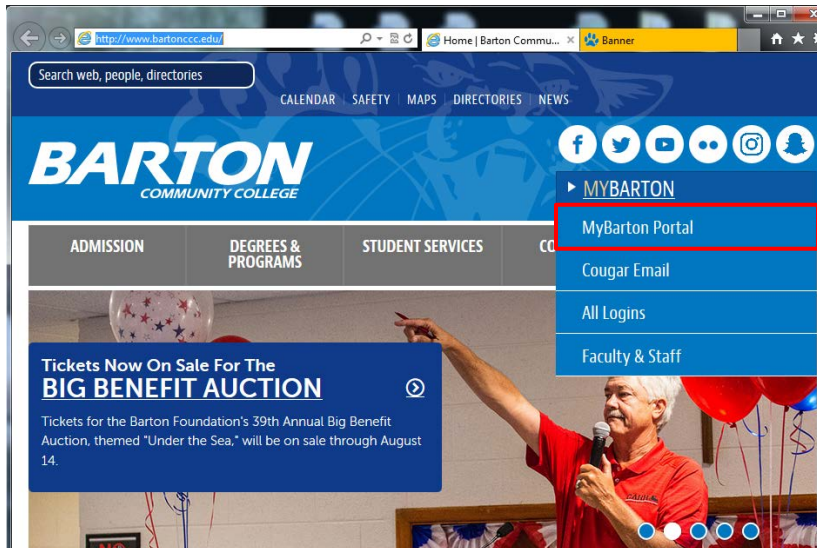 http://www.bartonccc.edu/
Home | Barton Commu...
Banner
Search web, people, directories
CALENDAR | SAFETY | MAPS | DIRECTORIES | NEWS
BARTON
COMMUNITY COLLEGE
MYBARTON
MyBarton Portal
Cougar Email
All Logins
Faculty & Staff
ADMISSION
DEGREES &
PROGRAMS
STUDENT SERVICES
CO
Tickets Now On Sale For The
BIG BENEFIT AUCTION
Tickets for the Barton Foundation's 39th Annual Big Benefit
Auction, themed "Under the Sea," will be on sale through August
14.